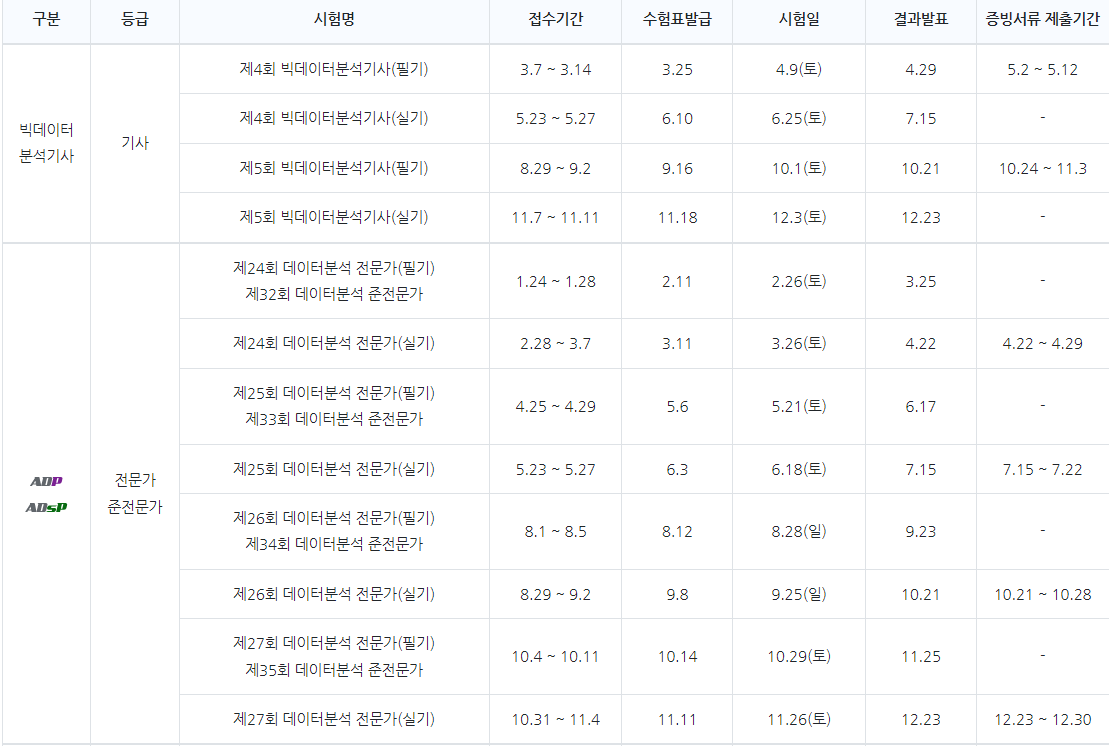 구분 등급 시험명 접수기간 수험표발급 시험일 결과발표 증빙서류 제출기간
빅데이터
분석기사
기사
제4회 빅데이터분석기사(필기) 3.7 ~ 3.14 3.25 4.9(토) 4.29 5.2 ~ 5.12
제4회 빅데이터분석기사(실기) 5.23 ~ 5.27 6.10 6.25(토) 7.15 -
제5회 빅데이터분석기사(필기) 8.29 ~ 9.2 9.16 10.1(토) 10.21 10.24 ~ 11.3
제5회 빅데이터분석기사(실기) 11.7 ~ 11.11 11.18 12.3(토) 12.23 -
ADP
ADsP
전문가
준전문가
제24회 데이터분석 전문가(필기)
제32회 데이터분석 준전문가
1.24 ~ 1.28 2.11 2.26(토) 3.25 -
제24회 데이터분석 전문가(실기) 2.28 ~ 3.7 3.11 3.26(토) 4.22 4.22 ~ 4.29
제25회 데이터분석 전문가(필기)
제33회 데이터분석 준전문가
4.25 ~ 4.29 5.6 5.21(토) 6.17 -
제25회 데이터분석 전문가(실기) 5.23 ~ 5.27 6.3 6.18(토) 7.15 7.15 ~ 7.22
제26회 데이터분석 전문가(필기)
제34회 데이터분석 준전문가
8.1 ~ 8.5 8.12 8.28(일) 9.23 -
제26회 데이터분석 전문가(실기) 8.29 ~ 9.2 9.8 9.25(일) 10.21 10.21 ~ 10.28
제27회 데이터분석 전문가(필기)
제35회 데이터분석 준전문가
10.4 ~ 10.11 10.14 10.29(토) 11.25 -
제27회 데이터분석 전문가(실기) 10.31 ~ 11.4 11.11 11.26(토) 12.23 12.23 ~ 12.30